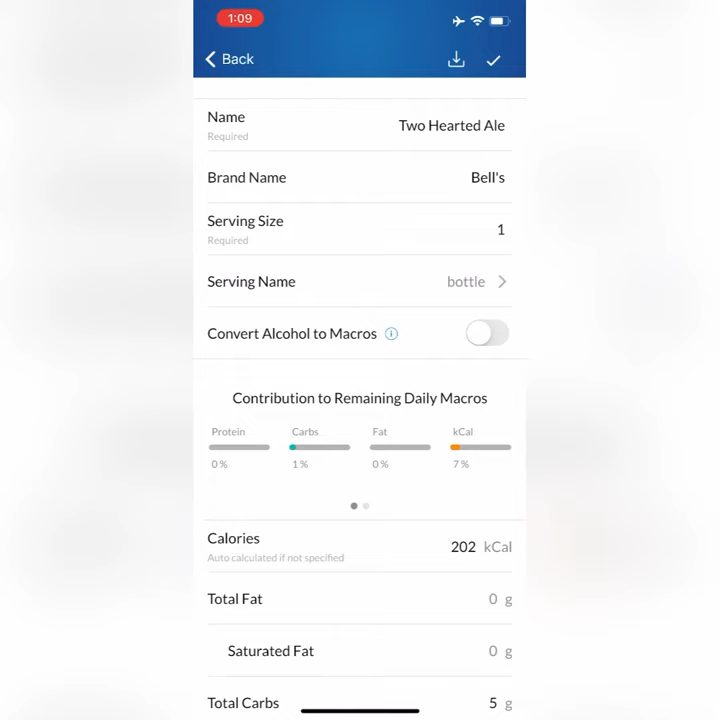 1:09
Back
Name
Required
Two Hearted Ale
Brand Name
Bell's
Serving Size
Required
1
Serving Name
bottle
Convert Alcohol to Macros
Contribution to Remaining Daily Macros
Protein Carbs Fat kCal
0 % 1 % 0 % 7 %
Calories
Auto calculated if not specified
202 kCal
Total Fat 0 g
Saturated Fat 0 g
Total Carbs 5 g